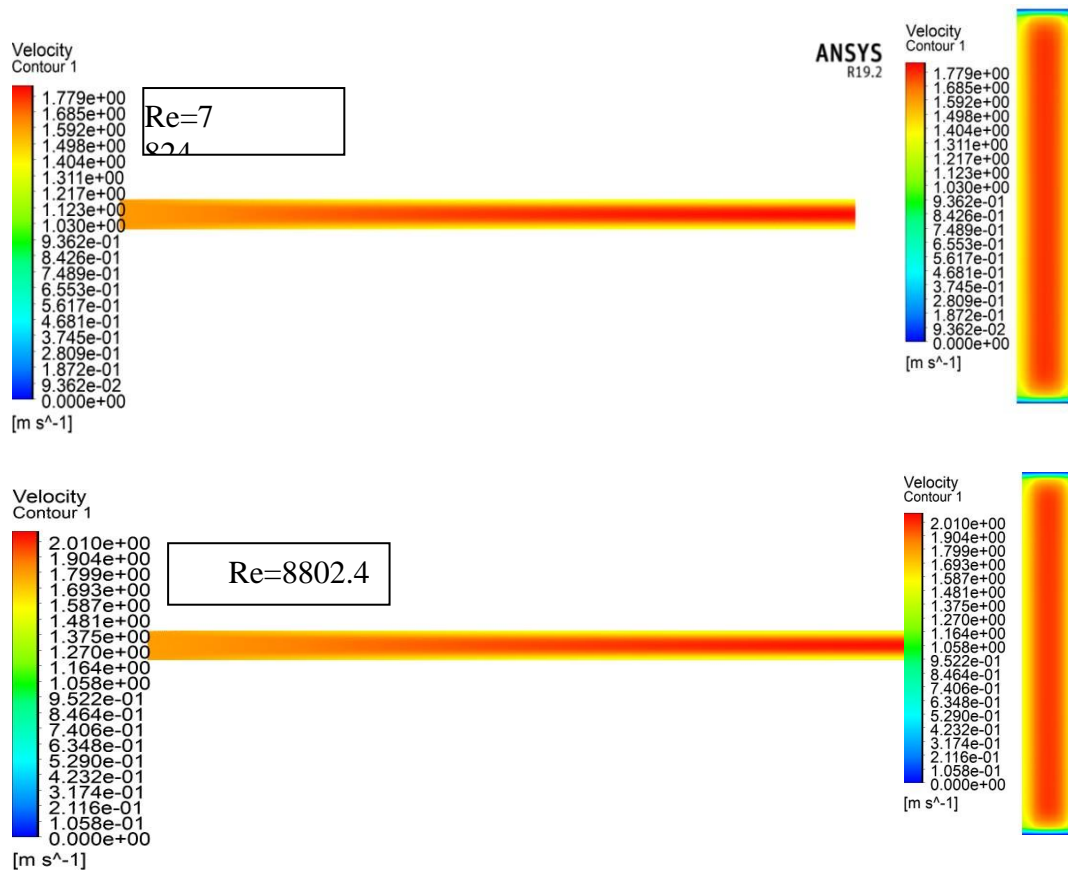 Velocity
Contour 1
1.779e+00
1.685e+00
1.592e+00
1.498e+00
1.404e+00
1.311e+00
1.217e+00
1.123e+00
1.030e+00
9.362e-01
8.426e-01
7.489e-01
6.553e-01
5.617e-01
4.681e-01
3.745e-01
2.809e-01
1.872e-01
9.362e-02
0.000e+00
[m s^-1]
Re=7
824
ANSYS
R19.2
Velocity
Contour 1
1.779e+00
1.685e+00
1.592e+00
1.498e+00
1.404e+00
1.311e+00
1.217e+00
1.123e+00
1.030e+00
9.362e-01
8.426e-01
7.489e-01
6.553e-01
5.617e-01
4.681e-01
3.745e-01
2.809e-01
1.872e-01
9.362e-02
0.000e+00
[m s^-1]
Velocity
Contour 1
2.010e+00
1.904e+00
1.799e+00
1.693e+00
1.587e+00
1.481e+00
1.375e+00
1.270e+00
1.164e+00
1.058e+00
9.522e-01
8.464e-01
7.406e-01
6.348e-01
5.290e-01
4.232e-01
3.174e-01
2.116e-01
1.058e-01
0.000e+00
[m s^-1]
Re=8802.4
Velocity
Contour 1
2.010e+00
1.904e+00
1.799e+00
1.693e+00
1.587e+00
1.481e+00
1.375e+00
1.270e+00
1.164e+00
1.058e+00
9.522e-01
8.464e-01
7.406e-01
6.348e-01
5.290e-01
4.232e-01
3.174e-01
2.116e-01
1.058e-01
0.000e+00
[m s^-1]